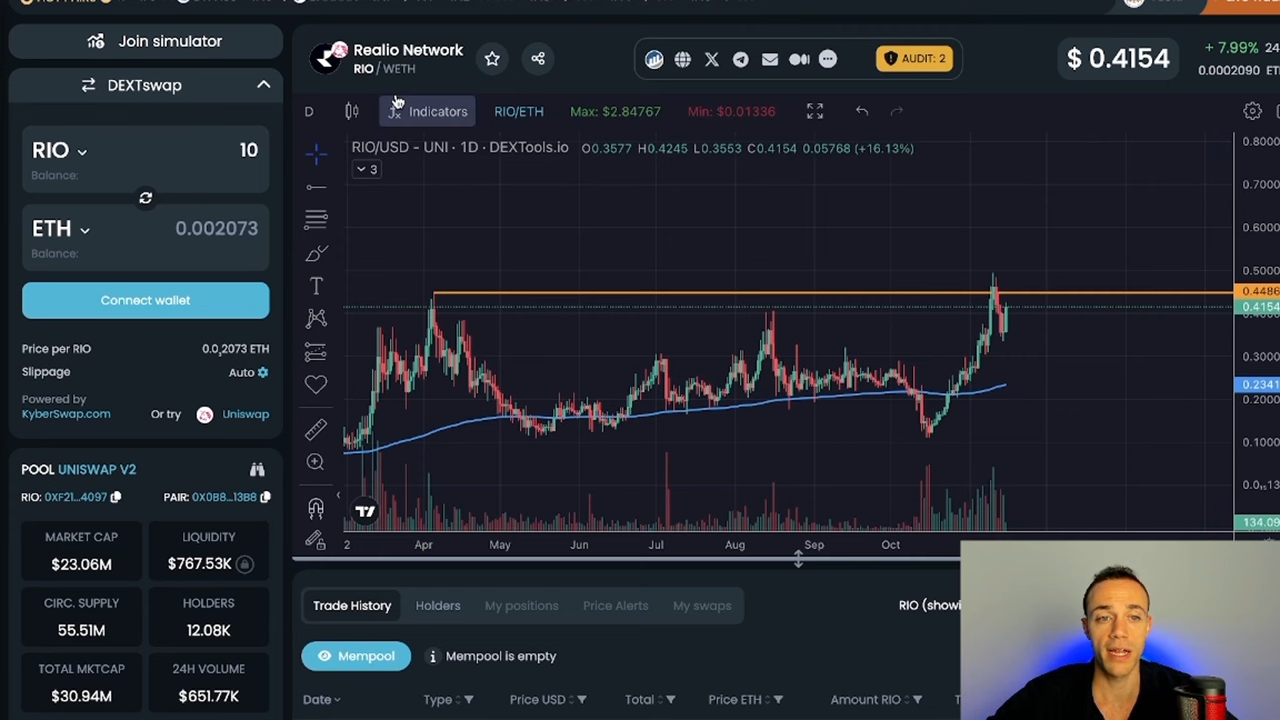 Join simulator
Realio Network
RIO / WETH
AUDIT: 2
$ 0.4154
+ 7.99% 24
0.0002090 ET
DEXTswap
D
Indicators
RIO/ETH
Max: $2.84767
Min: $0.01336
RIO/USD - UNI · 1D · DEXTools.io O0.3577 H0.4245 L0.3553 C0.4154 0.05768 (+16.13%)
3
0.8000
0.7000
0.6000
0.5000
0.4486
0.4154
0.3000
0.2341
0.2000
0.1000
0.0₁₅13
134.09
RIO
10
Balance:
ETH
0.002073
Balance:
Connect wallet
Price per RIO
0.0₃2073 ETH
Slippage
Auto
Powered by
KyberSwap.com
Or try
Uniswap
POOL UNISWAP V2
RIO: 0XF21...4097
PAIR: 0X0B8...13B8
MARKET CAP
$23.06M
LIQUIDITY
$767.53K
CIRC. SUPPLY
55.51M
HOLDERS
12.08K
TOTAL MKTCAP
$30.94M
24H VOLUME
$651.77K
2 Apr May Jun Jul Aug Sep Oct
Trade History
Holders
My positions
Price Alerts
My swaps
RIO (showi
Mempool
Mempool is empty
Date
Type
Price USD
Total
Price ETH
Amount RIO